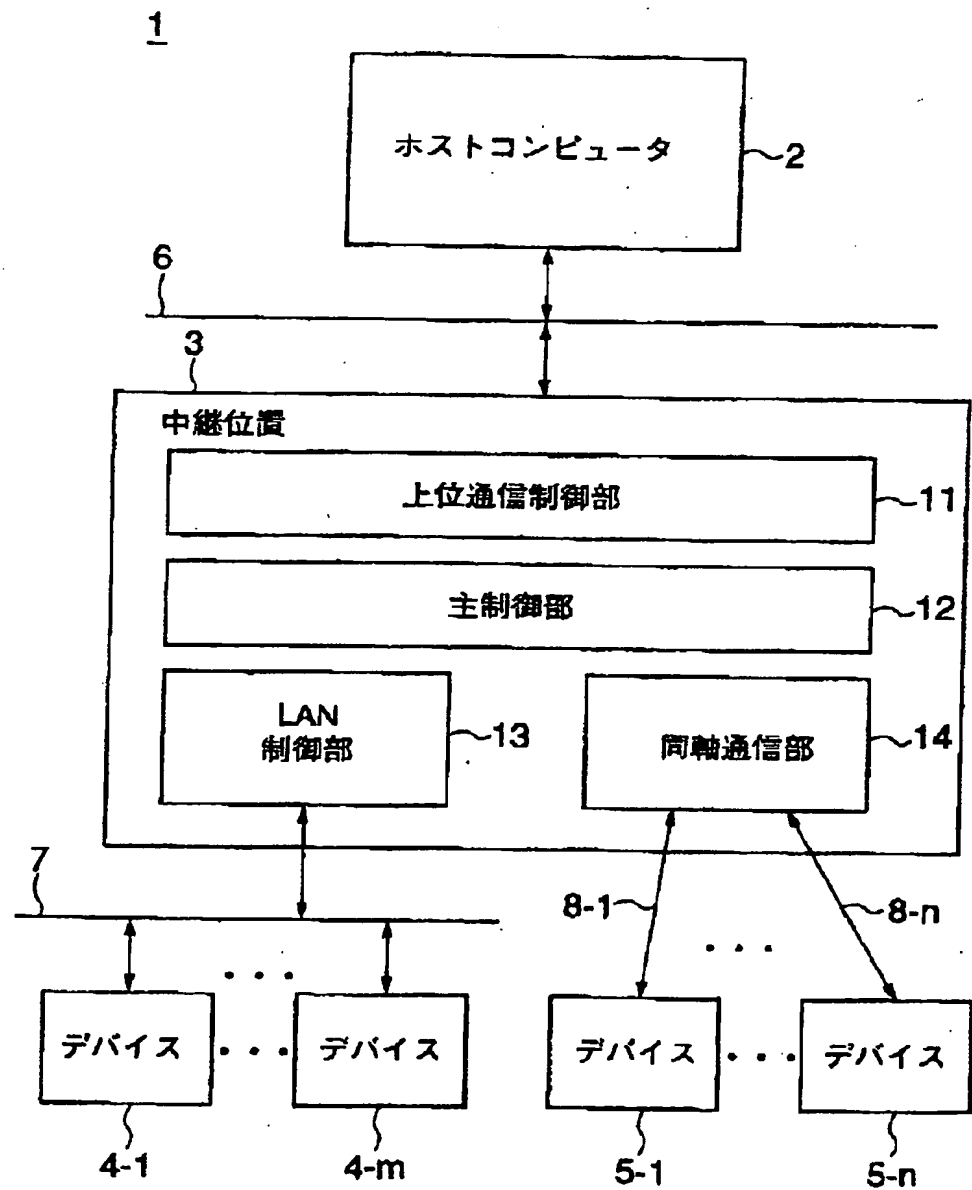 1
ホストコンピュータ
2
6
3
中継位置
上位通信制御部
11
主制御部
12
LAN
制御部
13
同軸通信部
14
7
8-1
8-n
デバイス
デバイス
デバイス
デバイス
4-1
4-m
5-1
5-n